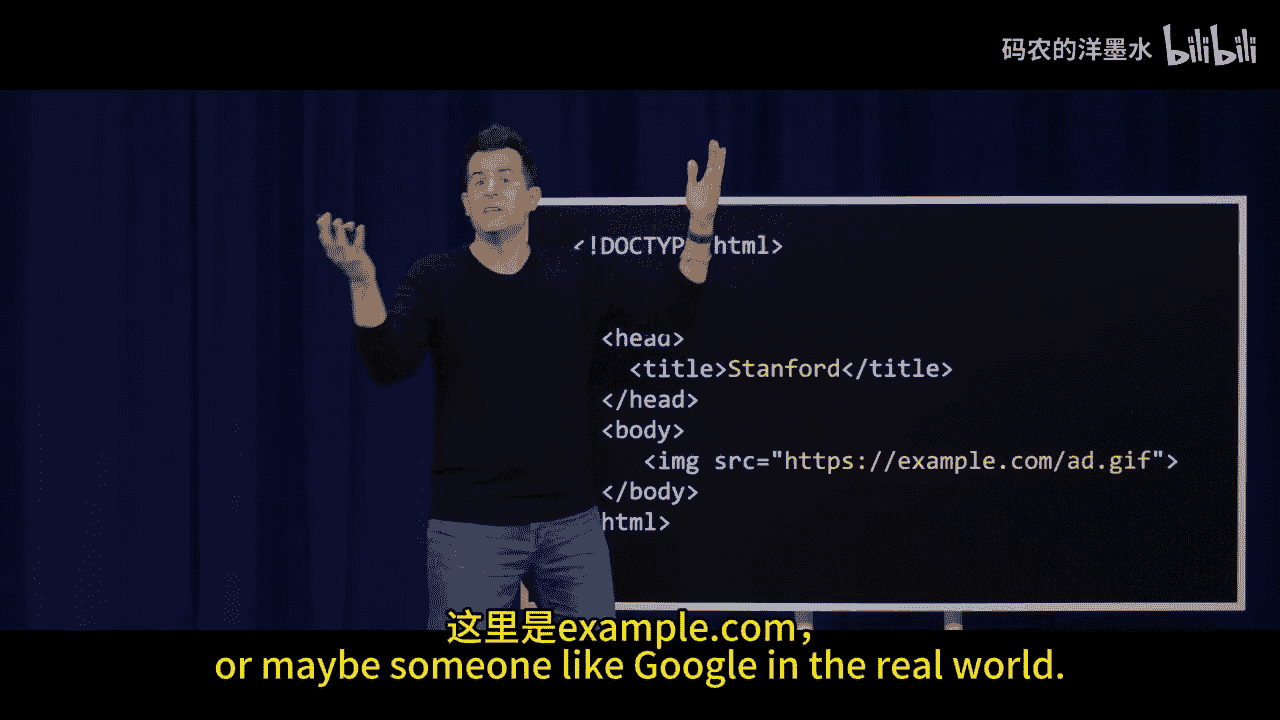 码农的洋墨水 bilibili
<!DOCTYP html>
<head>
<title>Stanford</title>
</head>
<body>
<img src="https://example.com/ad.gif">
</body>
html>
这里是example.com，
or maybe someone like Google in the real world.